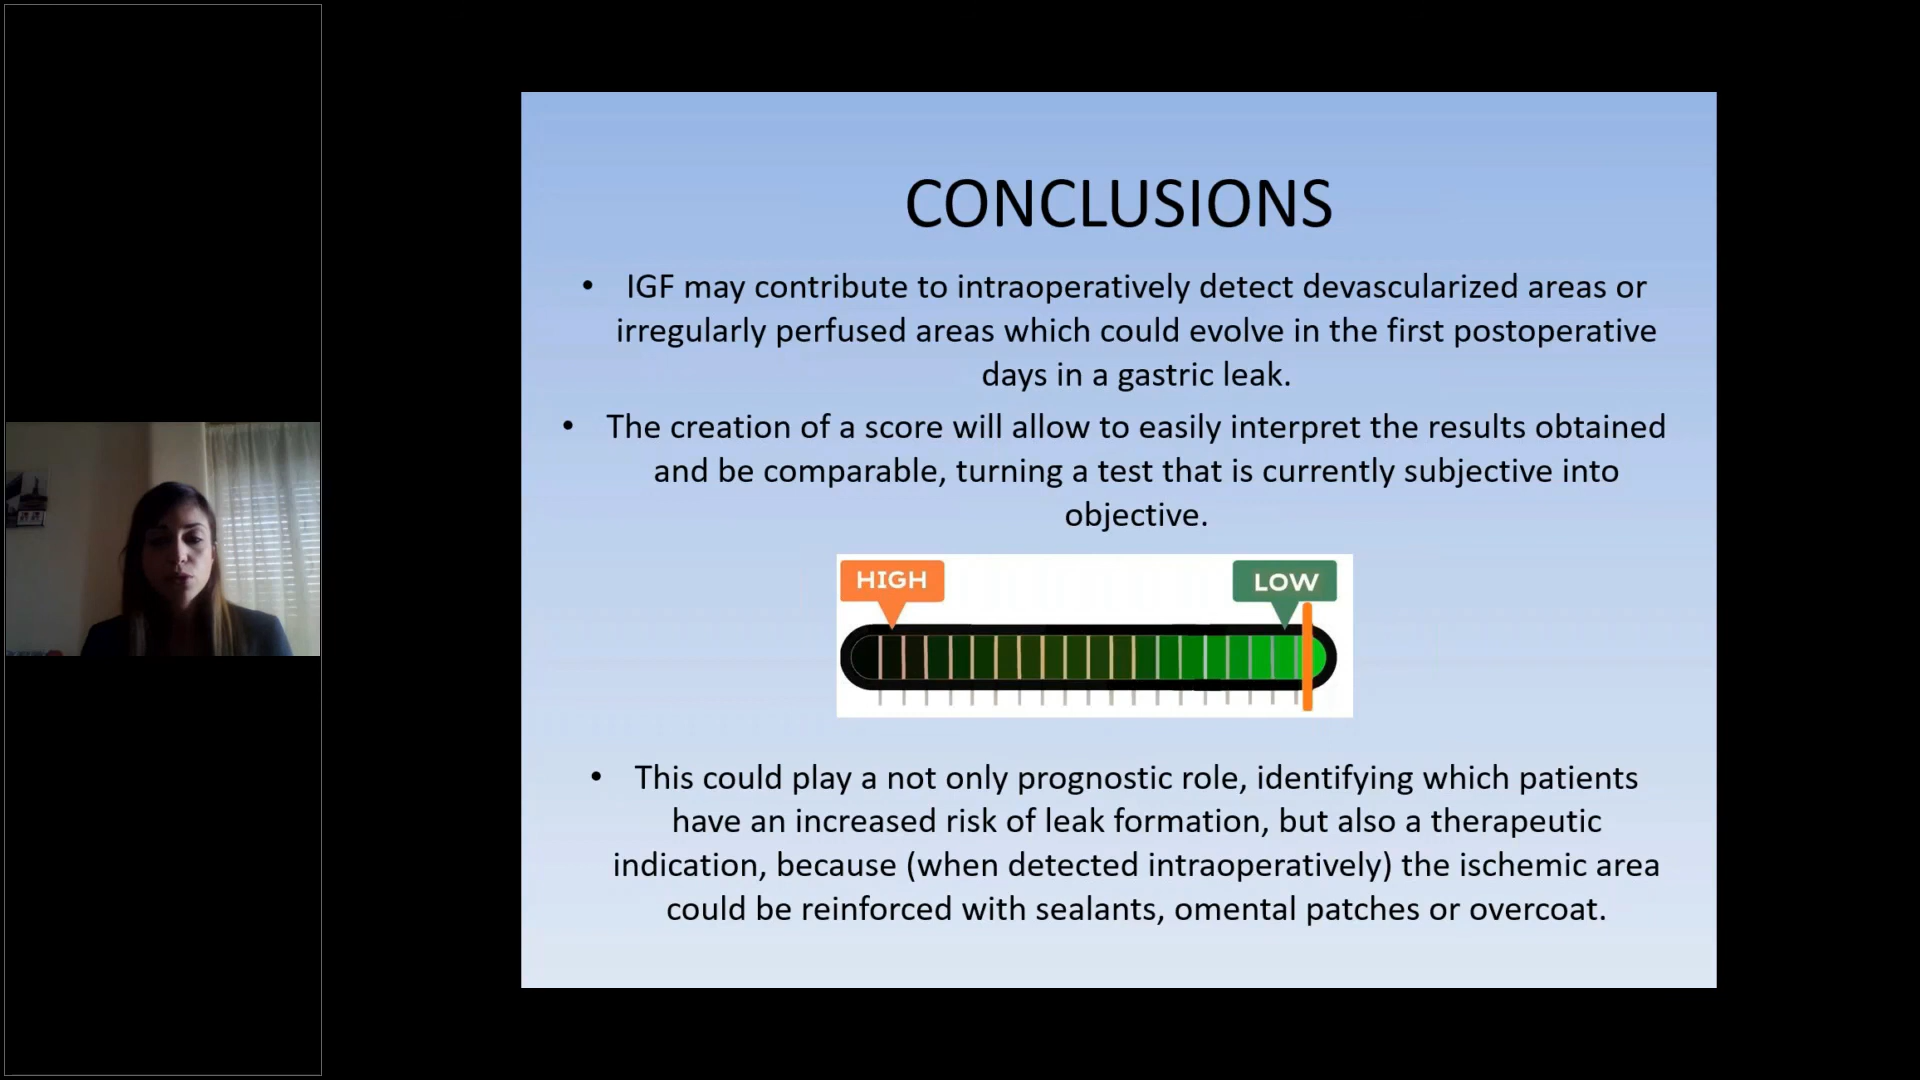 CONCLUSIONS
• IGF may contribute to intraoperatively detect devascularized areas or
irregularly perfused areas which could evolve in the first postoperative
days in a gastric leak.
• The creation of a score will allow to easily interpret the results obtained
and be comparable, turning a test that is currently subjective into
objective.
HIGH
LOW
• This could play a not only prognostic role, identifying which patients
have an increased risk of leak formation, but also a therapeutic
indication, because (when detected intraoperatively) the ischemic area
could be reinforced with sealants, omental patches or overcoat.